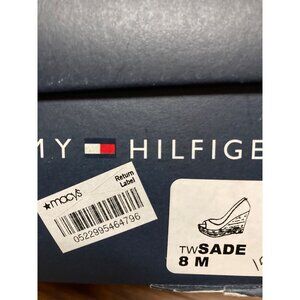 MY HILFIGE
★macy's
Return
Label
0522995464796
TWSADE
8 M